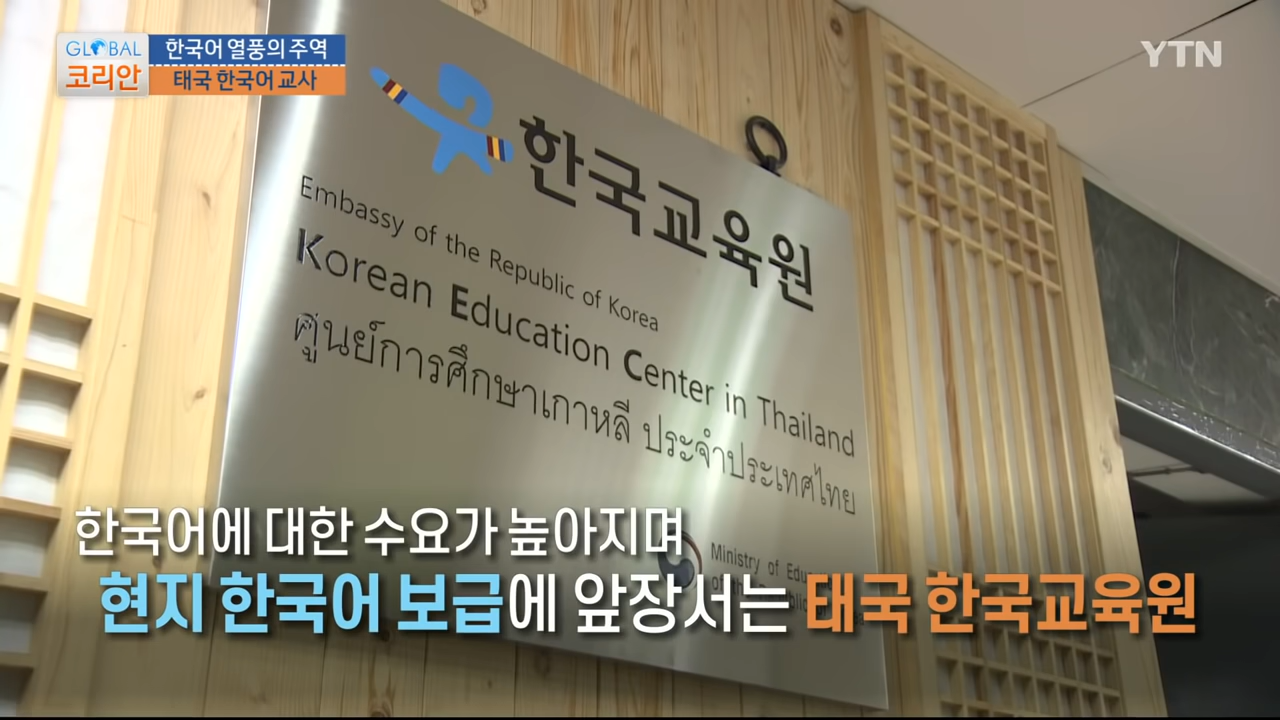 GLOBAL
코리안
한국어 열풍의 주역
태국 한국어 교사
YTN
한국교육원
Embassy of the Republic of Korea
Korean Education Center in Thailand
ศูนย์การศึกษาเกาหลี ประจำประเทศไทย
Ministry of
of the
한국어에 대한 수요가 높아지며
현지 한국어 보급에 앞장서는 태국 한국교육원